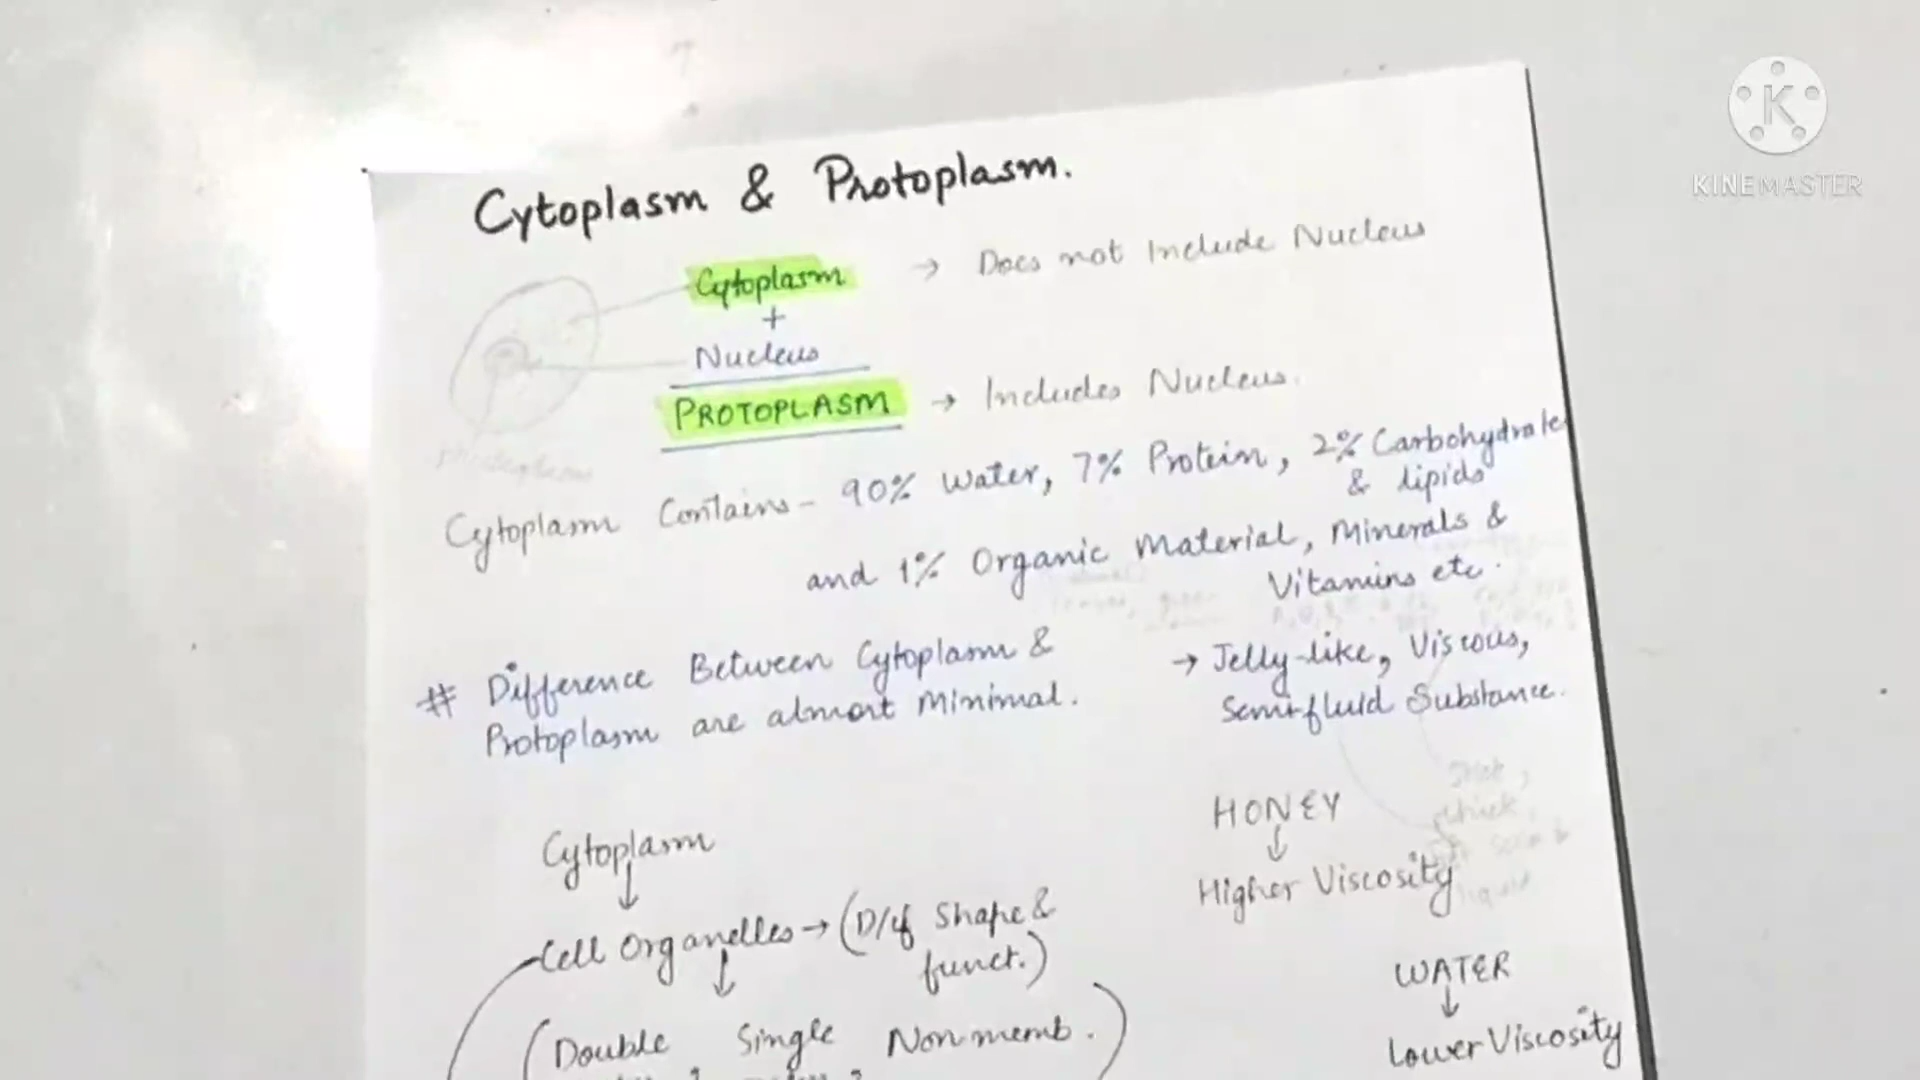 Cytoplasm & Protoplasm.
Cytoplasm → Does not Include Nucleus
+
Nucleus
PROTOPLASM → Includes Nucleus.
Cytoplasm Contains - 90% Water, 7% Protein, 2% Carbohydrate
& lipids
and 1% Organic Material, Minerals &
Vitamins etc.
# Difference Between Cytoplasm &
Protoplasm are almost Minimal.
→ Jelly-like, Viscous,
Semi-fluid Substance.
HONEY
↓
Higher Viscosity
WATER
↓
Lower Viscosity
Cytoplasm
↓
Cell Organelles → (D/f Shape &
funct.)
↓
(Double Single Non memb.)
K
KINEMASTER